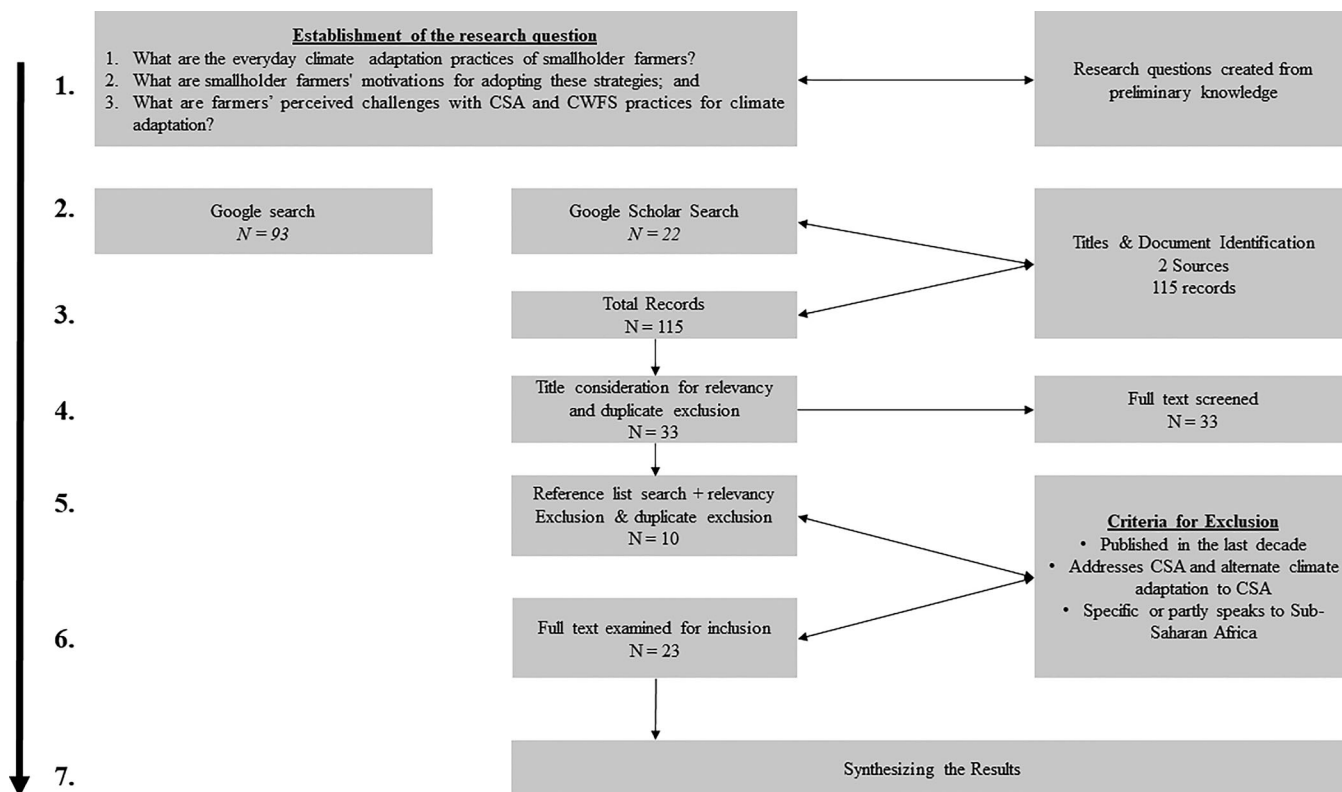 1.
Establishment of the research question
1. What are the everyday climate adaptation practices of smallholder farmers?
2. What are smallholder farmers' motivations for adopting these strategies; and
3. What are farmers' perceived challenges with CSA and CWFS practices for climate
adaptation?
Research questions created from
preliminary knowledge
2.
Google search
N = 93
Google Scholar Search
N = 22
Titles & Document Identification
2 Sources
115 records
3.
Total Records
N = 115
4.
Title consideration for relevancy
and duplicate exclusion
N = 33
Full text screened
N = 33
5.
Reference list search + relevancy
Exclusion & duplicate exclusion
N = 10
Criteria for Exclusion
• Published in the last decade
• Addresses CSA and alternate climate
adaptation to CSA
• Specific or partly speaks to Sub-
Saharan Africa
6.
Full text examined for inclusion
N = 23
7.
Synthesizing the Results